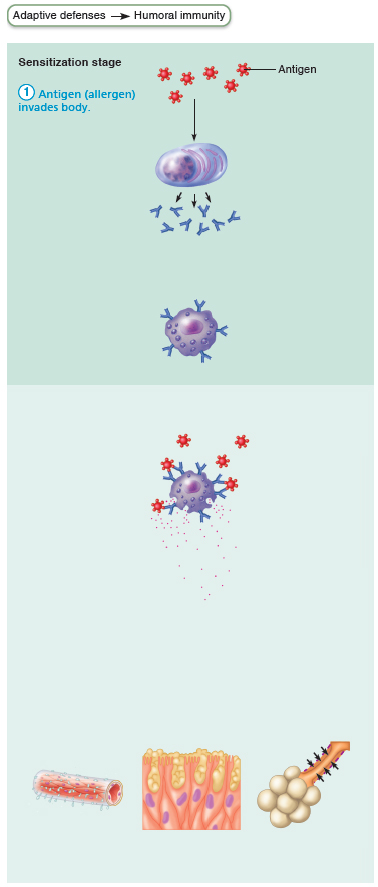 Adaptive defenses → Humoral immunity
Sensitization stage
Antigen
1 Antigen (allergen)
invades body.